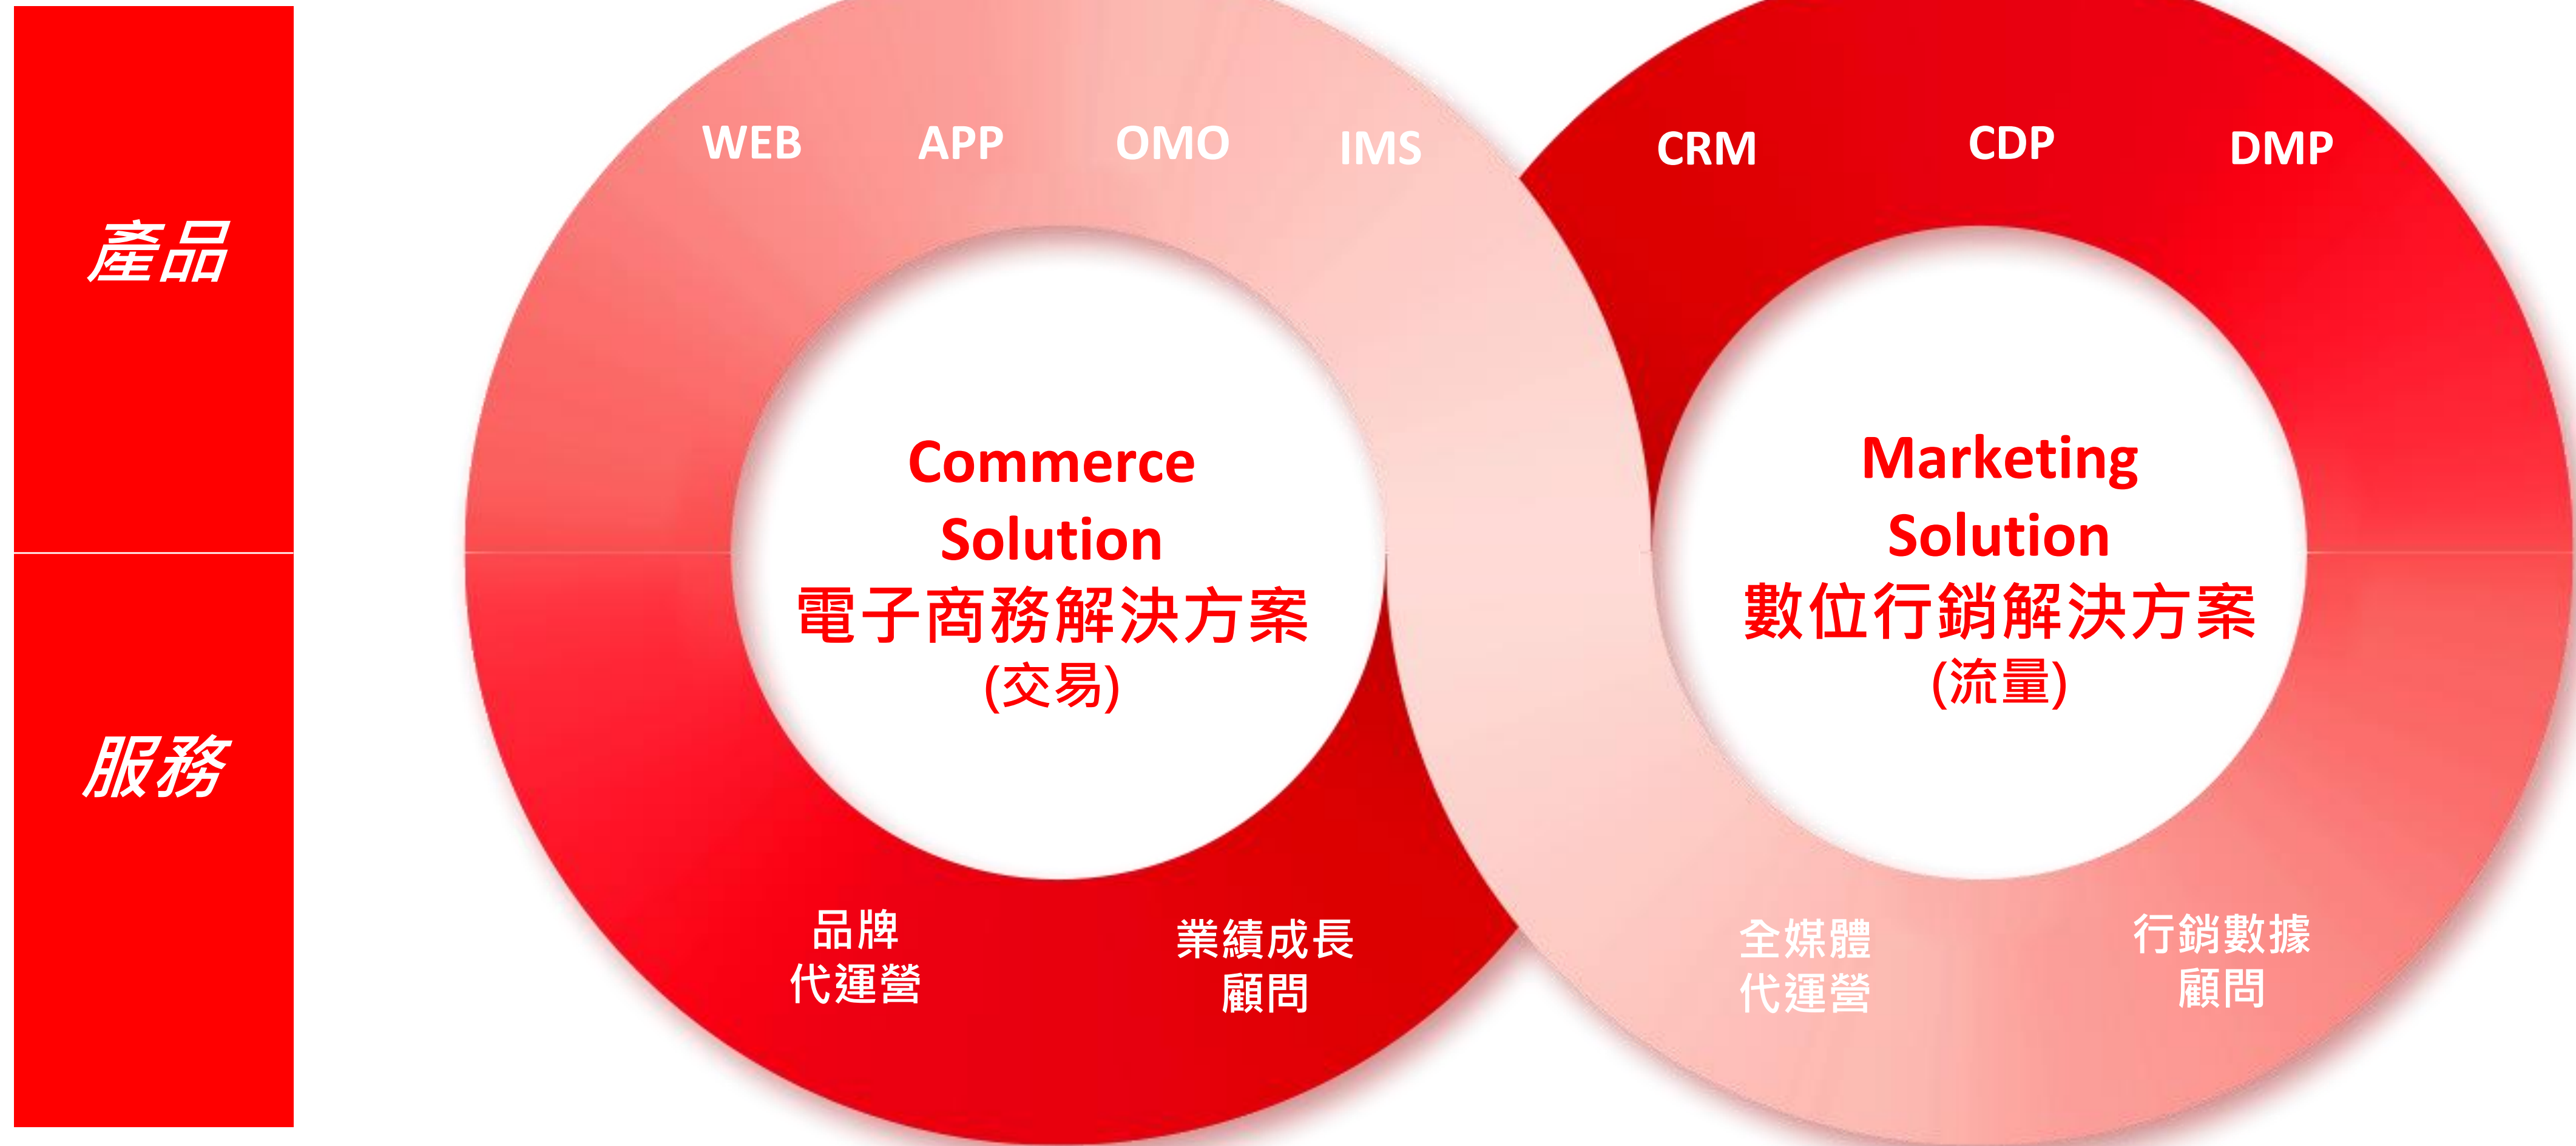 產品
WEB APP OMO IMS
CRM CDP DMP
Commerce
Solution
電子商務解決方案
(交易)
Marketing
Solution
數位行銷解決方案
(流量)
服務
品牌
代運營
業績成長
顧問
全媒體
代運營
行銷數據
顧問